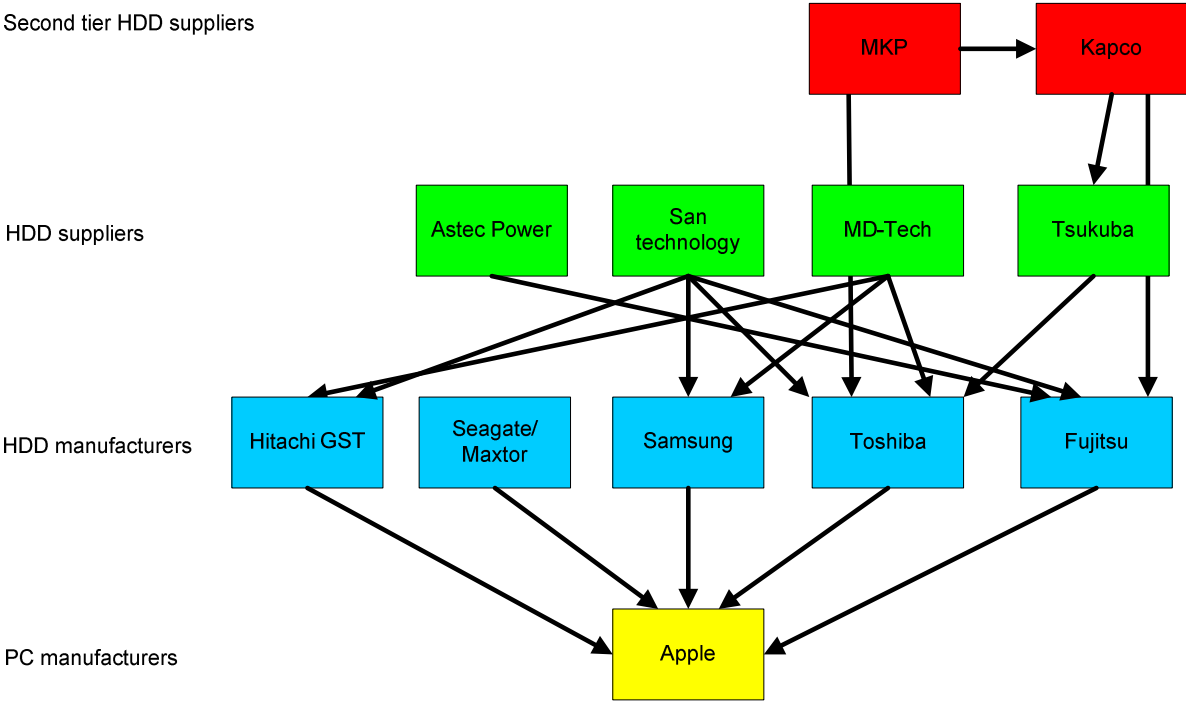 Second tier HDD suppliers
MKP
Kapco
HDD suppliers
Astec Power
San
technology
MD-Tech
Tsukuba
HDD manufacturers
Hitachi GST
Seagate/
Maxtor
Samsung
Toshiba
Fujitsu
PC manufacturers
Apple